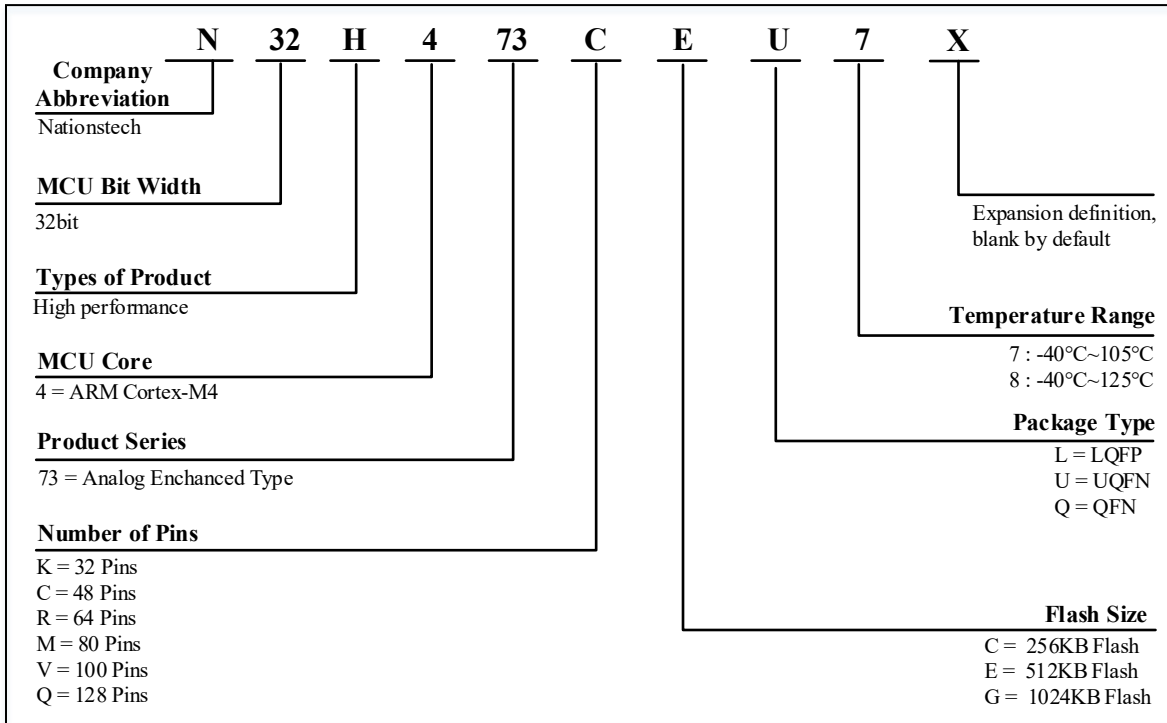 N 32 H 4 73 C E U 7 X
Company
Abbreviation
Nationstech
MCU Bit Width
32bit
Types of Product
High performance
MCU Core
4 = ARM Cortex-M4
Product Series
73 = Analog Enchanced Type
Number of Pins
K = 32 Pins
C = 48 Pins
R = 64 Pins
M = 80 Pins
V = 100 Pins
Q = 128 Pins
Expansion definition,
blank by default
Temperature Range
7 : -40°C~105°C
8 : -40°C~125°C
Package Type
L = LQFP
U = UQFN
Q = QFN
Flash Size
C = 256KB Flash
E = 512KB Flash
G = 1024KB Flash